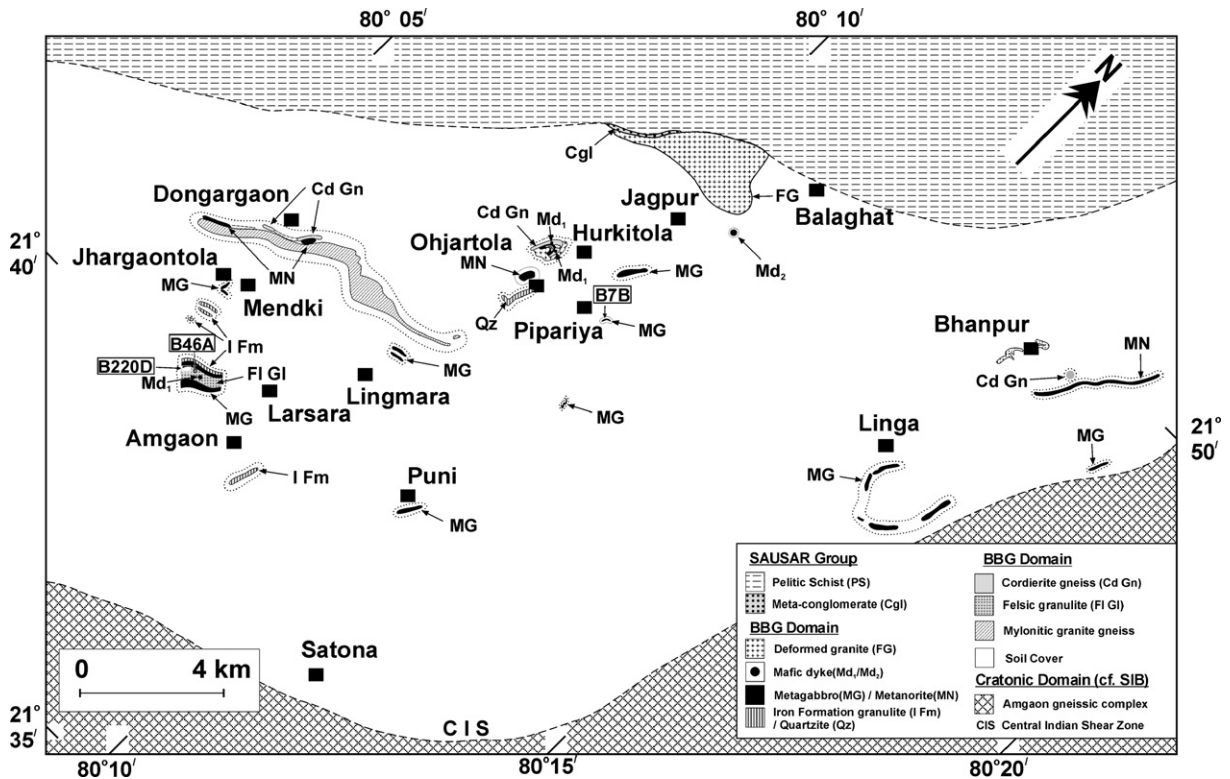 80° 05′
80° 10′
N
Cgl
Dongargaon
Cd Gn
Jagpur
FG
Balaghat
Cd Gn
Md₁
Hurkitola
21°
40′
Ohjartola
Md₂
Jhargaontola
MN
MN
Md₁
MG
MG
Mendki
B7B
Qz
Pipariya
MG
Bhanpur
I Fm
B46A
MN
B220D
MG
Cd Gn
Md₁
Fl Gl
Lingmara
Larsara
MG
MG
Linga
21°
50′
Amgaon
MG
I Fm
Puni
MG
MG
SAUSAR Group
Pelitic Schist (PS)
Meta-conglomerate (Cgl)
BBG Domain
Deformed granite (FG)
Mafic dyke(Md₁/Md₂)
Metagabbro(MG) / Metanorite(MN)
Iron Formation granulite (I Fm)
/ Quartzite (Qz)
BBG Domain
Cordierite gneiss (Cd Gn)
Felsic granulite (Fl Gl)
Mylonitic granite gneiss
Soil Cover
Cratonic Domain (cf. SIB)
Amgaon gneissic complex
CIS Central Indian Shear Zone
Satona
0 4 km
21°
35′
C I S
80° 10′
80° 15′
80° 20′